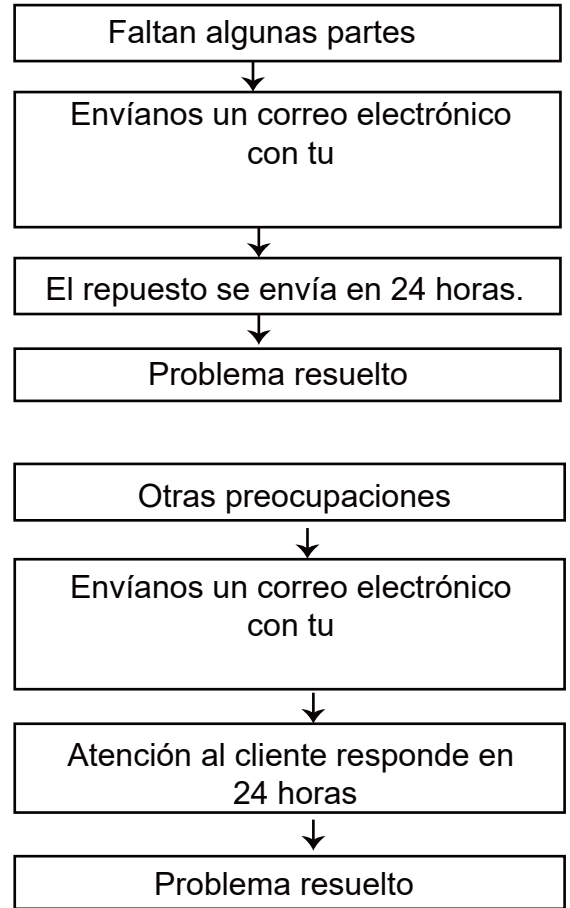 Faltan algunas partes
Envíanos un correo electrónico
con tu
El repuesto se envía en 24 horas.
Problema resuelto
Otras preocupaciones
Envíanos un correo electrónico
con tu
Atención al cliente responde en
24 horas
Problema resuelto